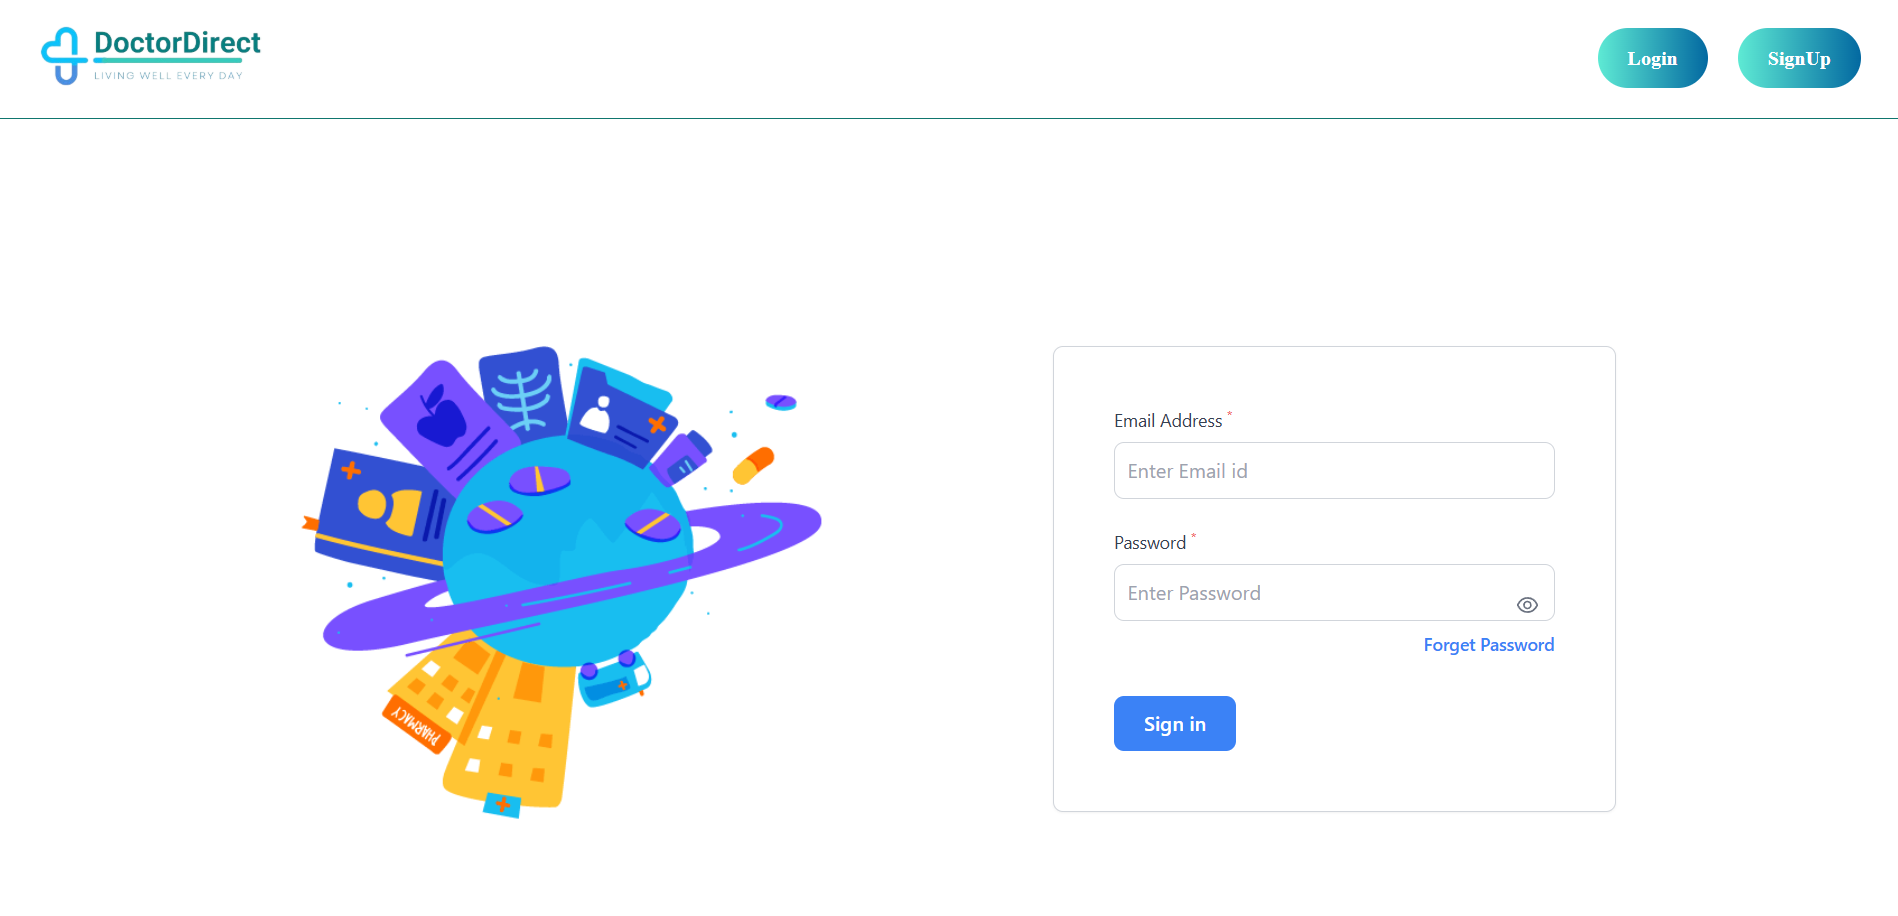 DoctorDirect
LIVING WELL EVERY DAY
Login
SignUp
Email Address *
Enter Email id
Password *
Enter Password
Forget Password
Sign in
PHARMACY